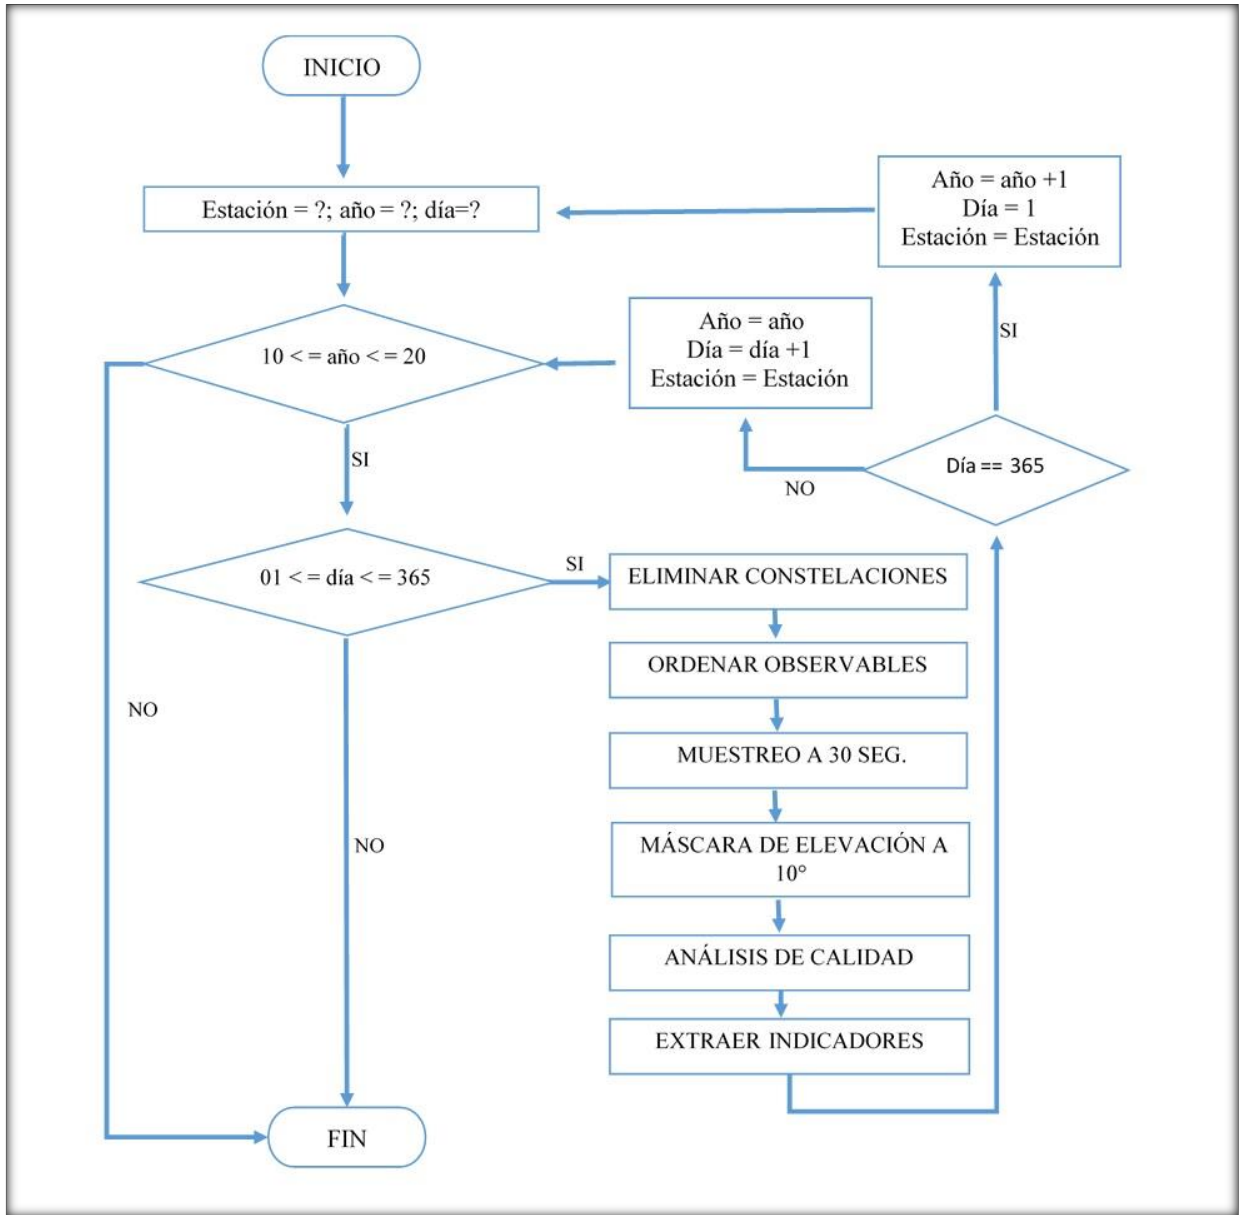 INICIO
Estación = ?; año = ?; día=?
10 < = año < = 20
SI
01 < = día < = 365
NO
NO
FIN
SI
ELIMINAR CONSTELACIONES
ORDENAR OBSERVABLES
MUESTREO A 30 SEG.
MÁSCARA DE ELEVACIÓN A
10°
ANÁLISIS DE CALIDAD
EXTRAER INDICADORES
Día == 365
NO
Año = año
Día = día +1
Estación = Estación
SI
Año = año +1
Día = 1
Estación = Estación